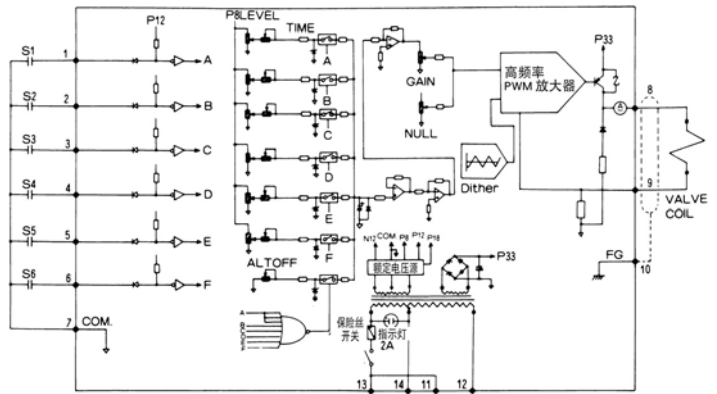 P12
P8LEVEL
TIME
P33
S1
1
A
A
S2
2
B
B
S3
3
C
C
S4
4
D
D
S5
5
E
E
S6
6
F
F
7
COM.
ALTOFF
GAIN
NULL
高频率
PWM 放大器
Dither
A
8
9
VALVE
COIL
FG
10
N12
COM
P8
P12
P18
额定电压源
P33
A
B
C
D
E
F
保险丝
开关
指示灯
2A
13
14
11
12